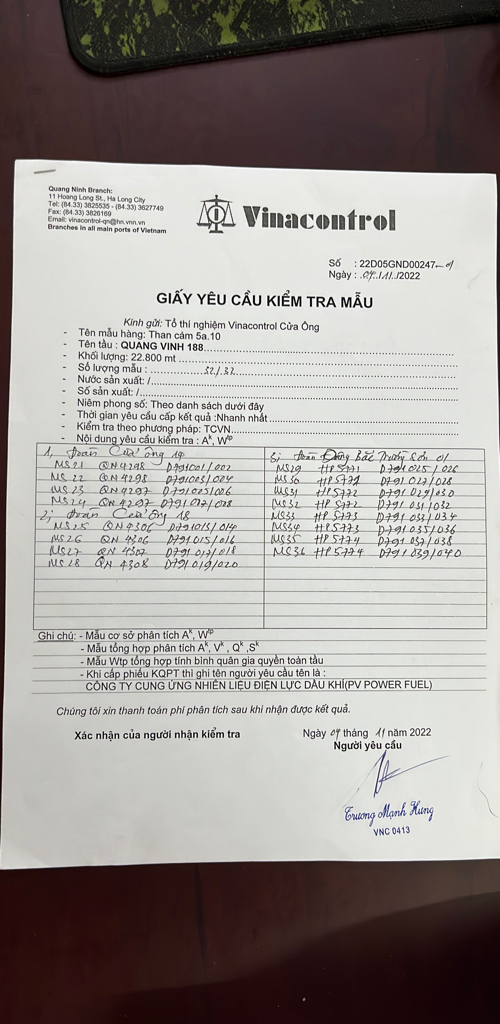 Quang Ninh Branch:
11 Hoang Long St., Ha Long City
Tel: (84.33) 3825535 - (84.33) 3627749
Fax: (84.33) 3826169
Email: vinacontrol-qn@hn.vnn.vn
Branches in all main ports of Vietnam
Vinacontrol
Số : 22D05GND00247-01
Ngày : 04/11/2022
GIẤY YÊU CẦU KIỂM TRA MẪU
Kính gửi: Tổ thí nghiệm Vinacontrol Cửa Ông
- Tên mẫu hàng: Than cám 5a.10
- Tên tàu : QUANG VINH 188
- Khối lượng: 22.800 mt
- Số lượng mẫu : 32/32
- Nước sản xuất: /
- Số sản xuất: /
- Niêm phong số: Theo danh sách dưới đây
- Thời gian yêu cầu cấp kết quả :Nhanh nhất
- Kiểm tra theo phương pháp: TCVN
- Nội dung yêu cầu kiểm tra : Aᵏ, Wᵗᵖ
1, Đoàn Cửa ông 19
MS21 QN4298 D791001/002
MS22 QN4298 D791003/004
MS23 QN4297 D791005/006
MS24 QN4297 D791
2, Đoàn Cửa ông 18
MS25 QN4306 D791013/014
MS26 QN4306 D791015/016
MS27 QN4307 D791017/018
MS28 QN4308 D791019/020
3, Đoàn Đông Bắc Trường Sơn 01
MS29 HP5771 D791025/026
MS30 HP5771 D791027/028
MS31 HP5772 D791029/030
MS32 HP5772 D791031/032
MS33 HP5773 D791033/034
MS34 HP5773 D791035/036
MS35 HP5774 D791037/038
MS36 HP5774 D791039/040
Ghi chú: - Mẫu cơ sở phân tích Aᵏ, Wᵗᵖ
- Mẫu tổng hợp phân tích Aᵏ, Vᵏ , Qᵏ ,Sᵏ
- Mẫu Wtp tổng hợp tính bình quân gia quyền toàn tàu
- Khi cấp phiếu KQPT thì ghi tên người yêu cầu tên là :
CÔNG TY CUNG ỨNG NHIÊN LIỆU ĐIỆN LỰC DẦU KHÍ(PV POWER FUEL)
Chúng tôi xin thanh toán phí phân tích sau khi nhận được kết quả.
Xác nhận của người nhận kiểm tra
Ngày 04 tháng 11 năm 2022
Người yêu cầu
Trương Mạnh Hung
VNC 0413